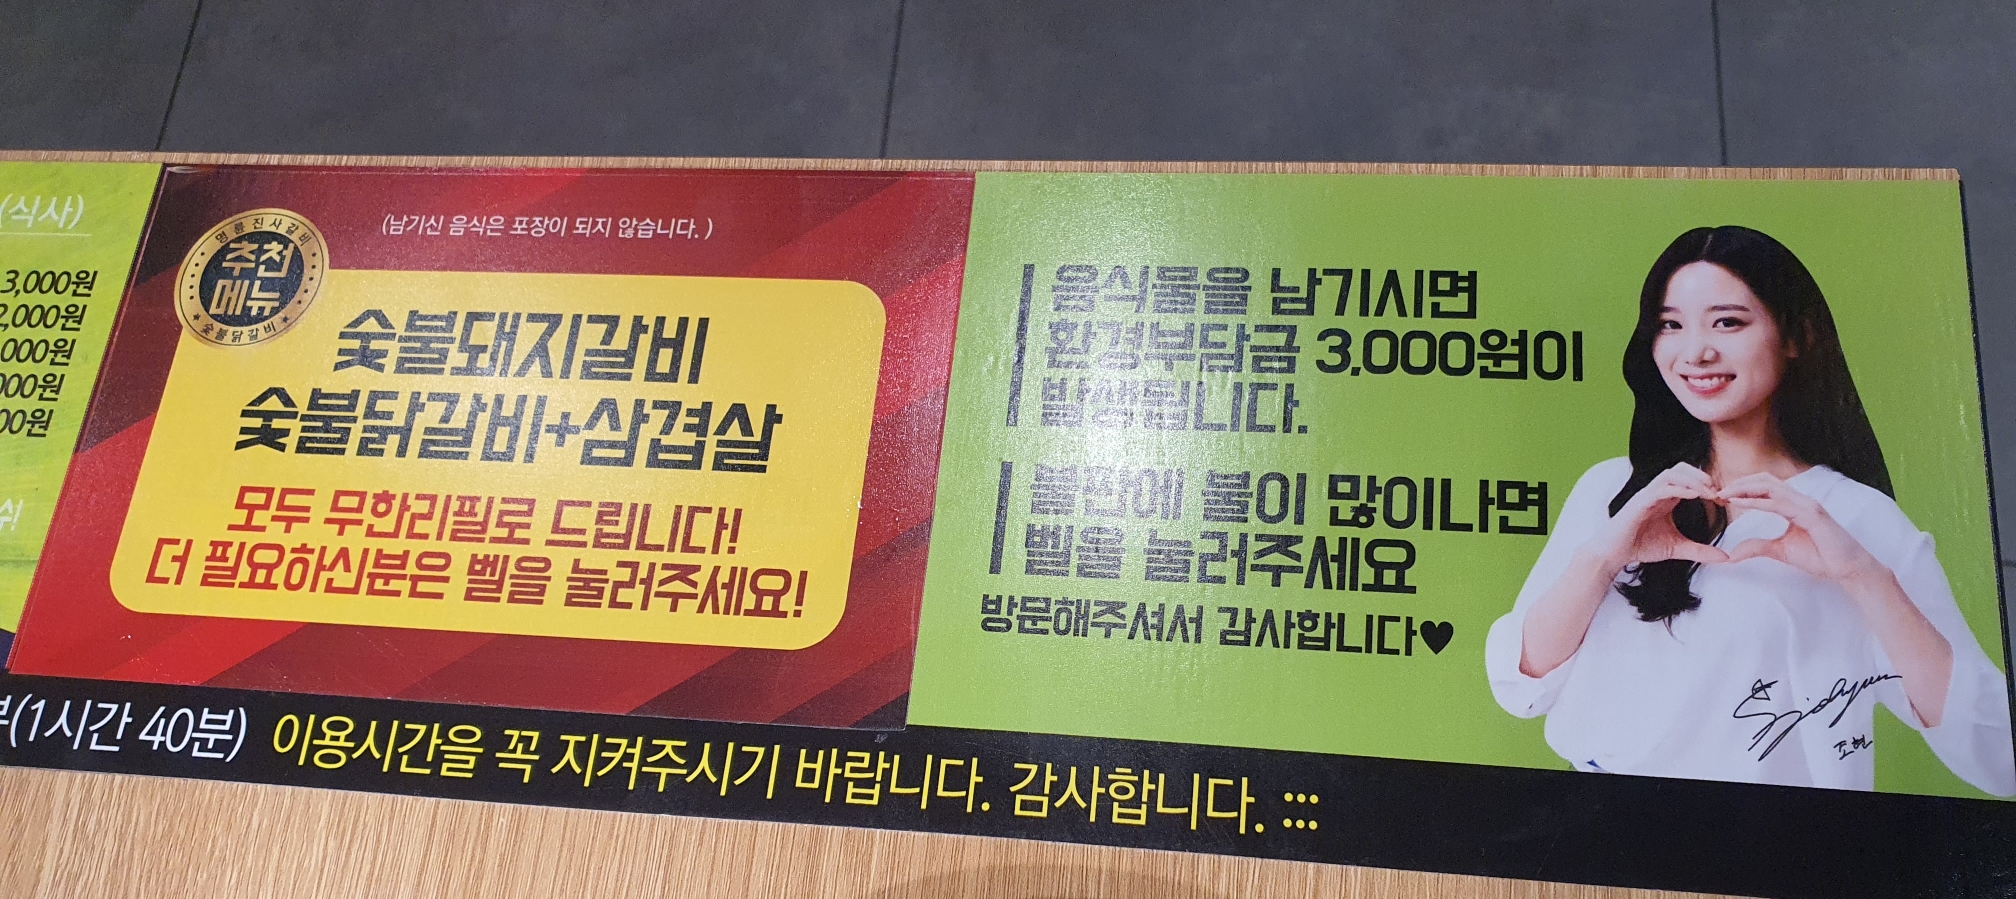 (식사)
3,000원
2,000원
000원
000원
00원
쉬!
명륜진사갈비
추천
메뉴
숯불닭갈비
(남기신 음식은 포장이 되지 않습니다. )
숯불돼지갈비
숯불닭갈비+삼겹살
모두 무한리필로 드립니다!
더 필요하신분은 벨을 눌러주세요!
음식물을 남기시면
환경부담금 3,000원이
발생됩니다.
불판에 불이 많이나면
벨을 눌러주세요
방문해주셔서 감사합니다♥
조현
분(1시간 40분) 이용시간을 꼭 지켜주시기 바랍니다. 감사합니다. :::